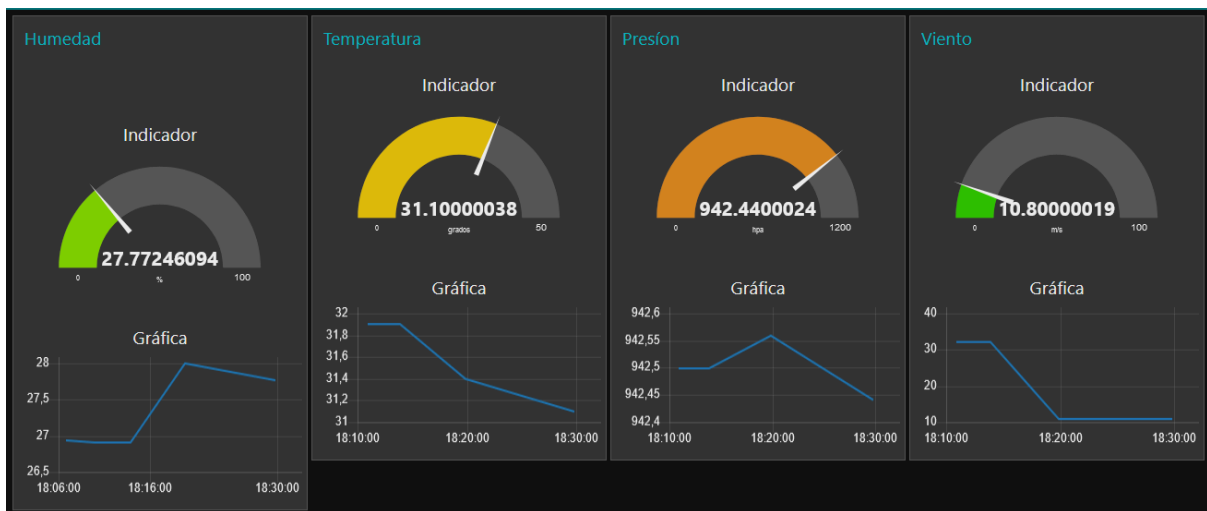 Humedad
Indicador
27.77246094
0
%
100
Gráfica
28
27,5
27
26,5
18:06:00
18:16:00
18:30:00
Temperatura
Indicador
31.10000038
0
grados
50
Gráfica
32
31,8
31,6
31,4
31,2
31
18:10:00
18:20:00
18:30:00
Presíon
Indicador
942.4400024
0
hpa
1200
Gráfica
942,6
942,55
942,5
942,45
942,4
18:10:00
18:20:00
18:30:00
Viento
Indicador
10.80000019
0
m/s
100
Gráfica
40
30
20
10
18:10:00
18:20:00
18:30:00